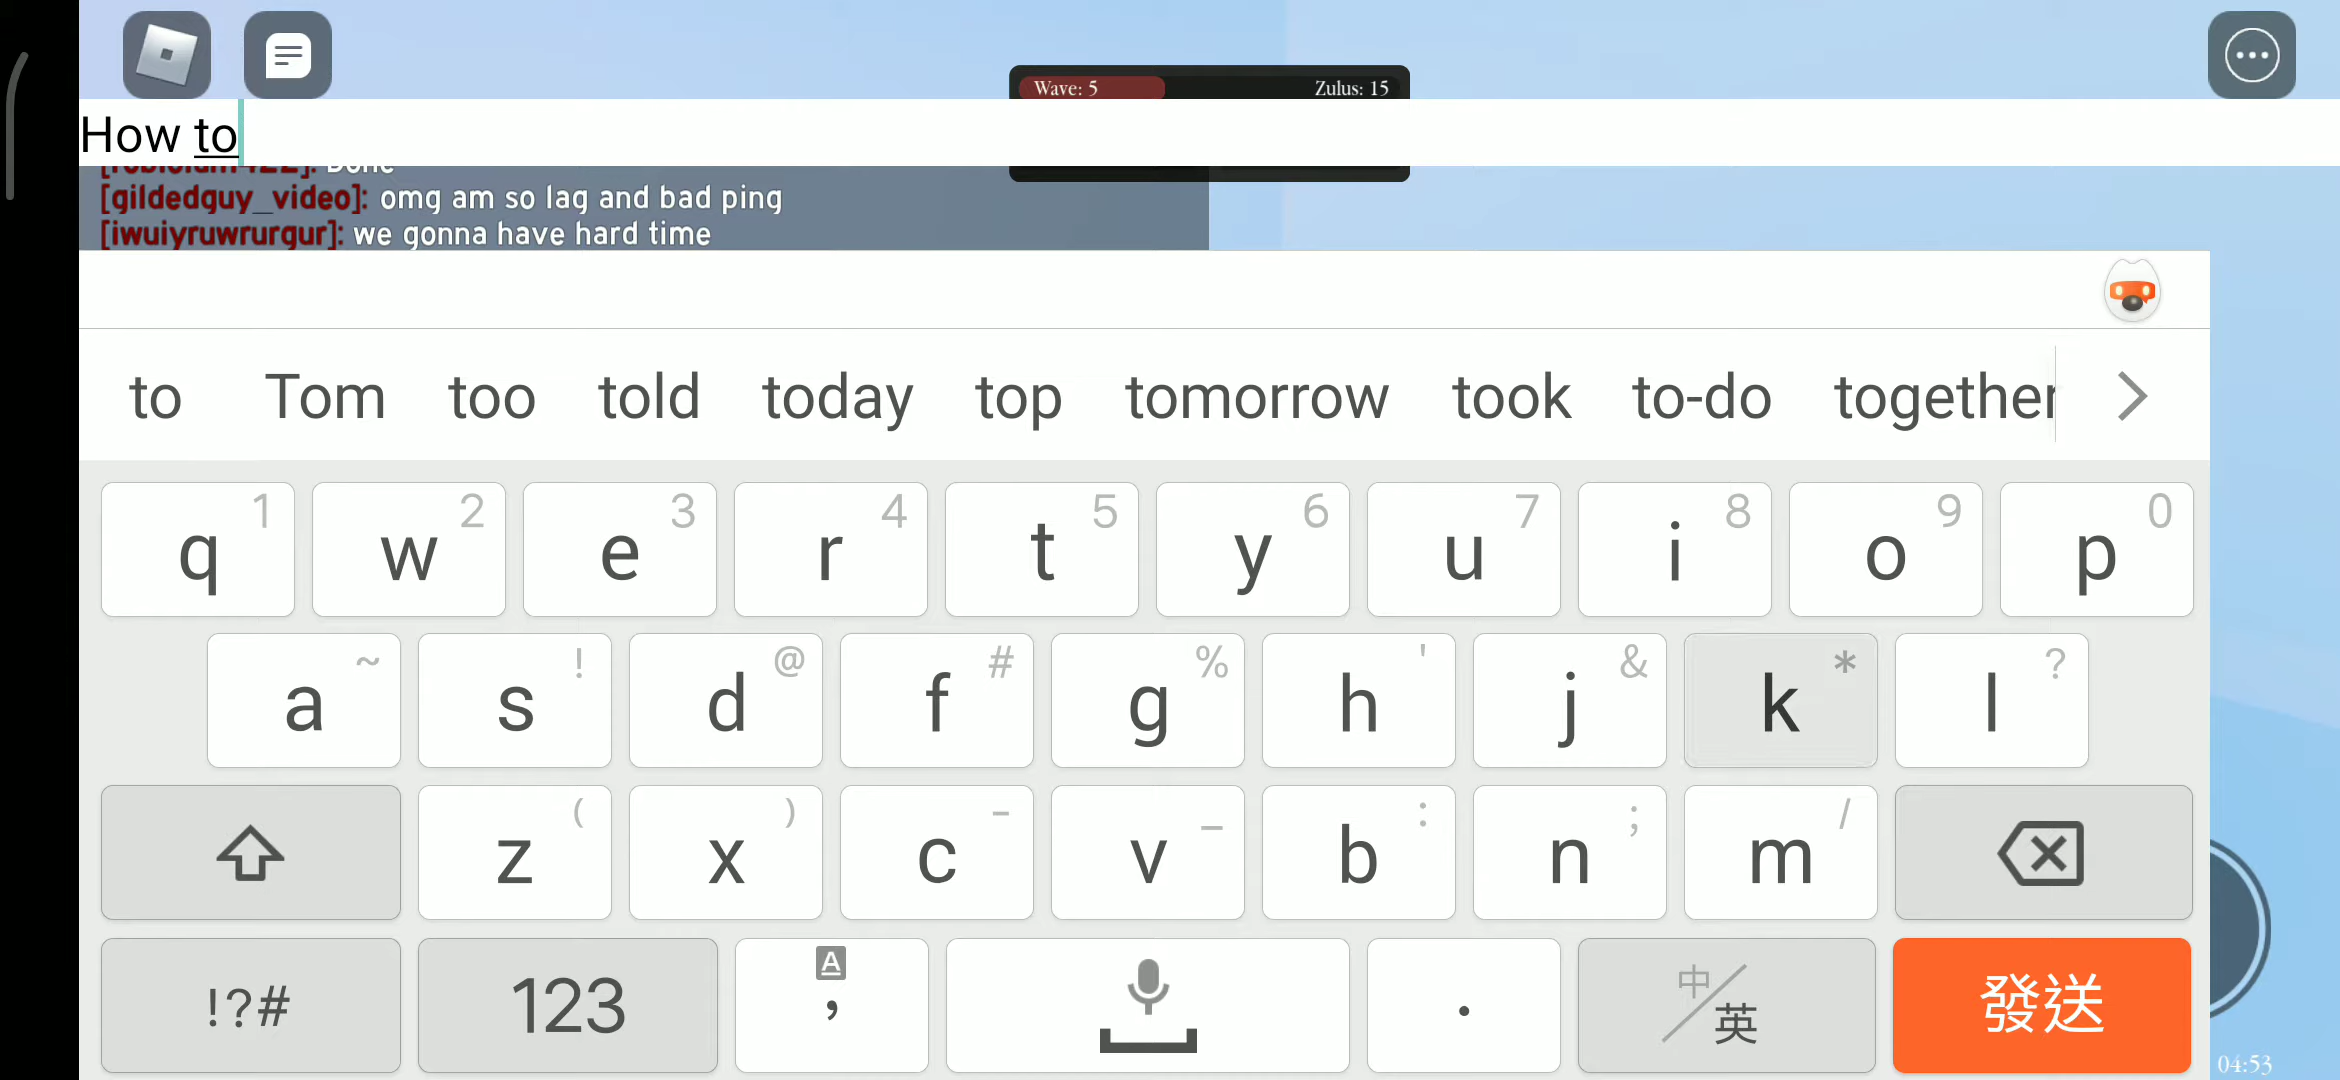 Wave: 5 Zulus: 15
How to
Done
[gildedguy_video]: omg am so lag and bad ping
[iwuiyruwrurgur]: we gonna have hard time
to Tom too told today top tomorrow took to-do together
1 2 3 4 5 6 7 8 9 0
q w e r t y u i o p
~ ! @ # % ' & * ?
a s d f g h j k l
( ) - _ : ; /
z x c v b n m
!?# 123 A , . 中/英 發送
04:53